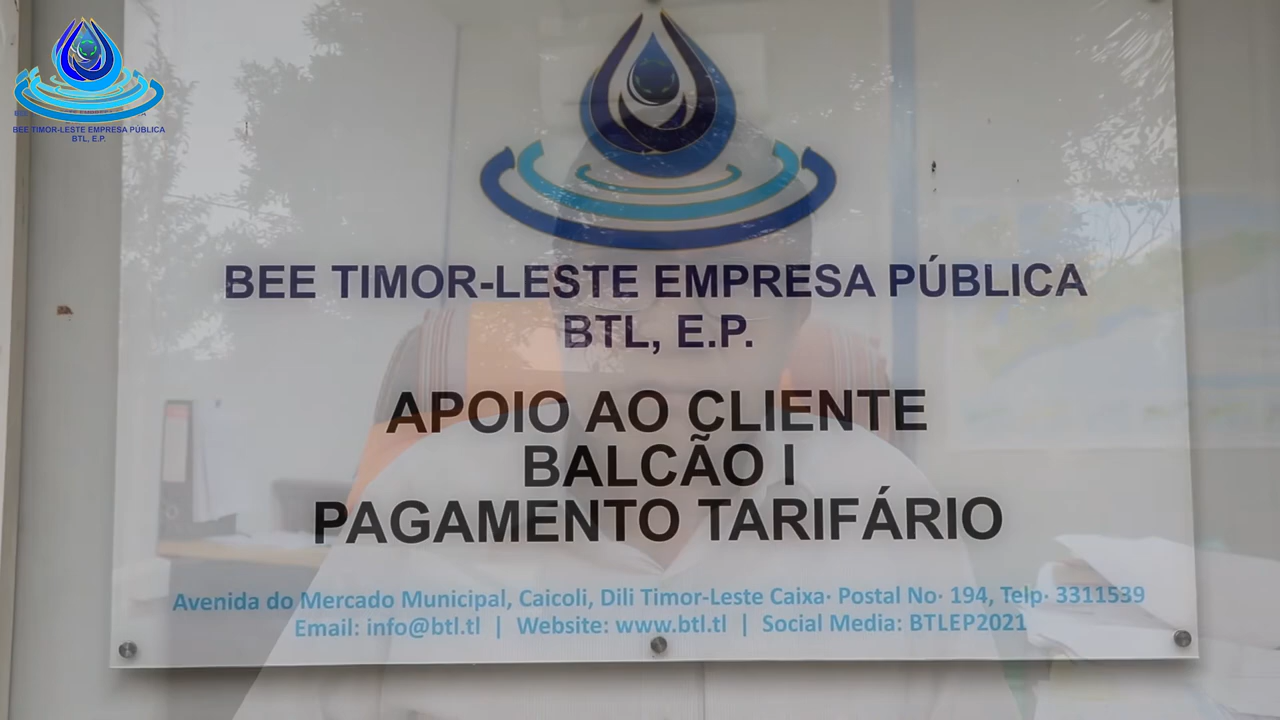 BEE TIMOR-LESTE EMPRESA PÚBLICA
BTL, E.P.
BEE TIMOR-LESTE EMPRESA PÚBLICA
BTL, E.P.
APOIO AO CLIENTE
BALCÃO I
PAGAMENTO TARIFÁRIO
Avenida do Mercado Municipal, Caicoli, Dili Timor-Leste Caixa· Postal No· 194, Telp· 3311539
Email: info@btl.tl | Website: www.btl.tl | Social Media: BTLEP2021